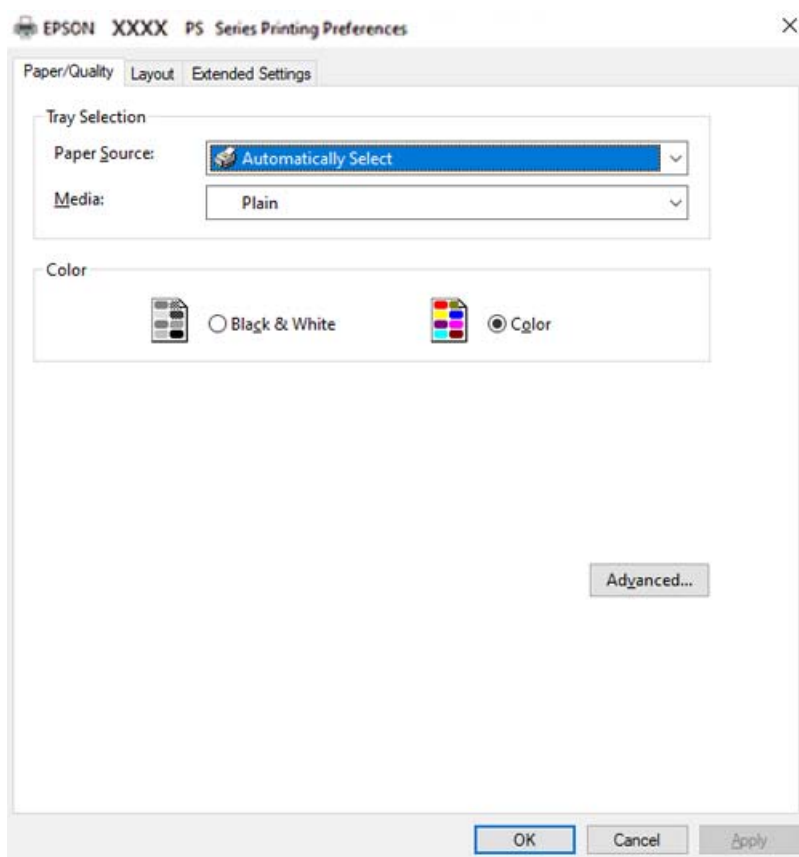 EPSON XXXX PS Series Printing Preferences
Paper/Quality Layout Extended Settings
Tray Selection
Paper Source: Automatically Select
Media: Plain
Color
Black & White Color
Advanced...
OK Cancel Apply